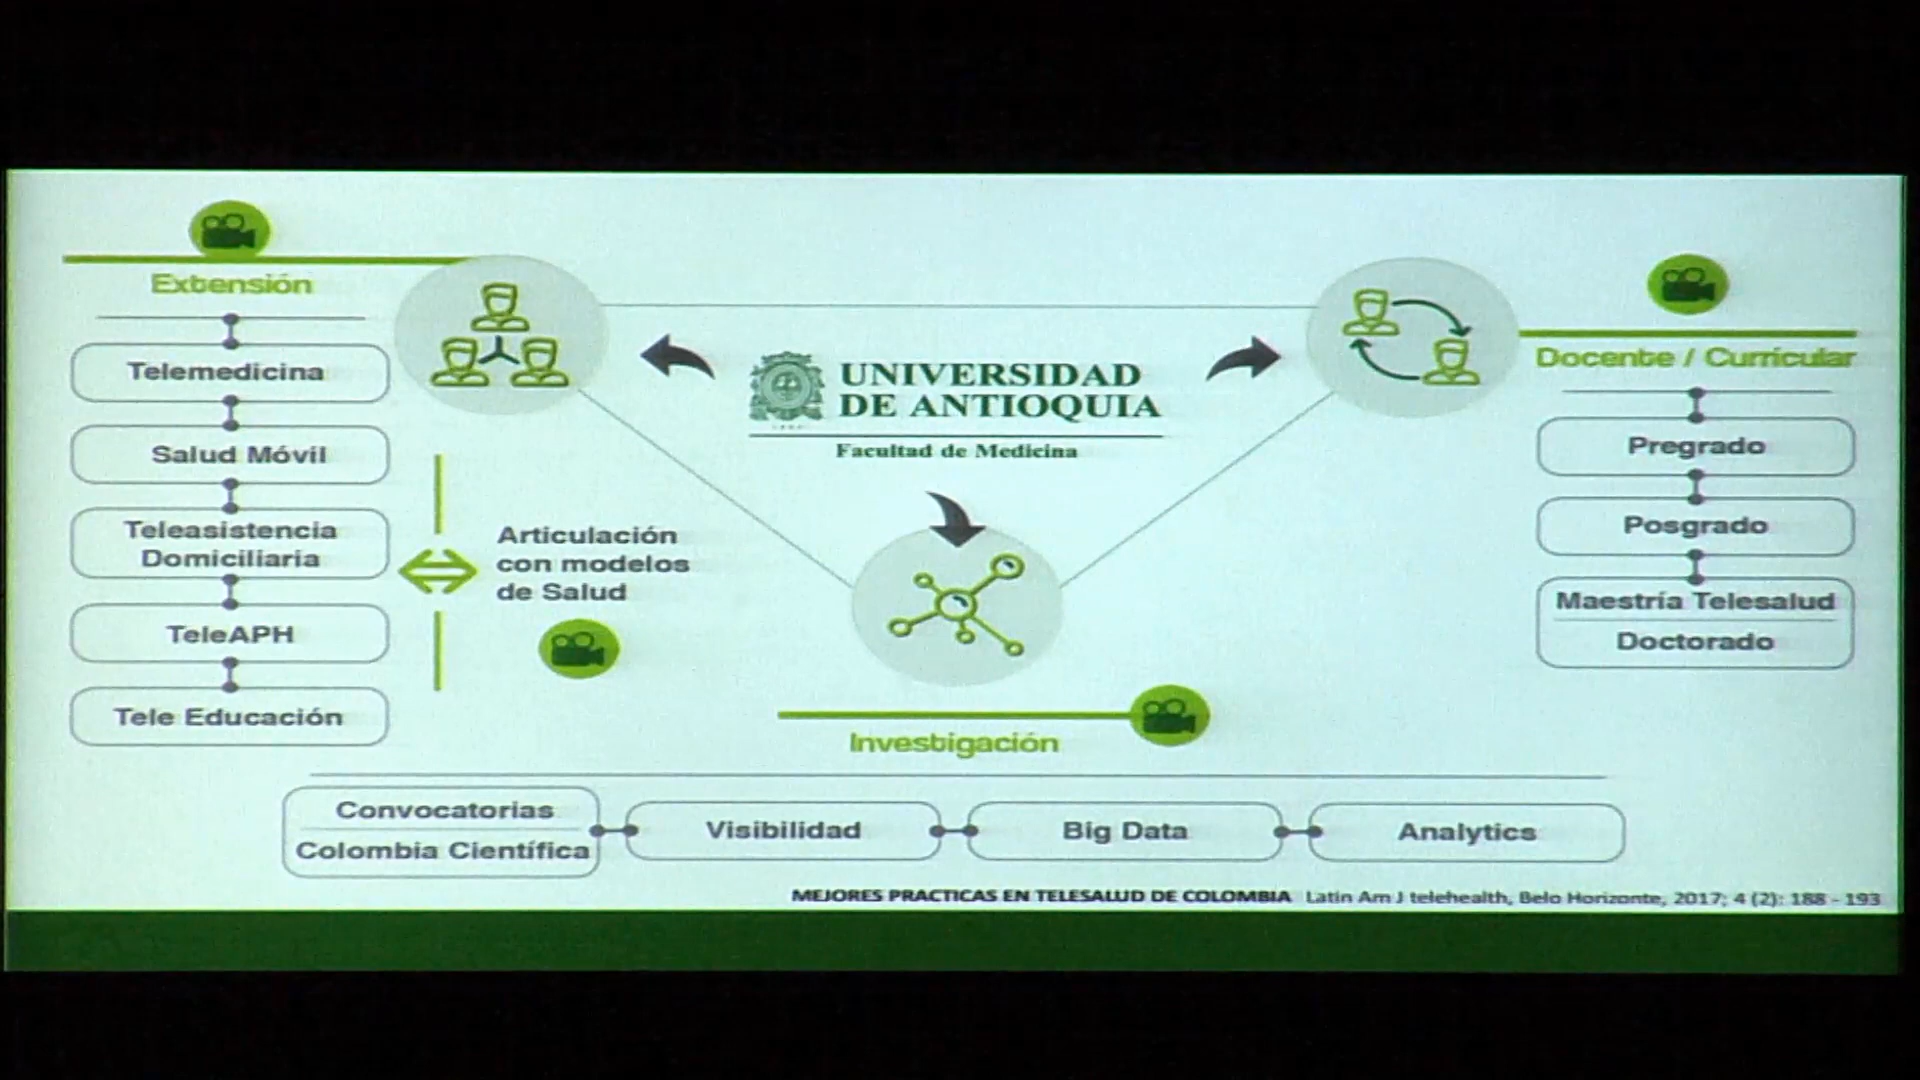 Extensión
Telemedicina
Salud Móvil
Teleasistencia
Domiciliaria
TeleAPH
Tele Educación
Articulación
con modelos
de Salud
UNIVERSIDAD
DE ANTIOQUIA
Facultad de Medicina
Docente / Curricular
Pregrado
Posgrado
Maestría Telesalud
Doctorado
Investigación
Convocatorias
Colombia Científica
Visibilidad
Big Data
Analytics
MEJORES PRACTICAS EN TELESALUD DE COLOMBIA Latin Am J telehealth, Belo Horizonte, 2017; 4 (2): 188 - 193